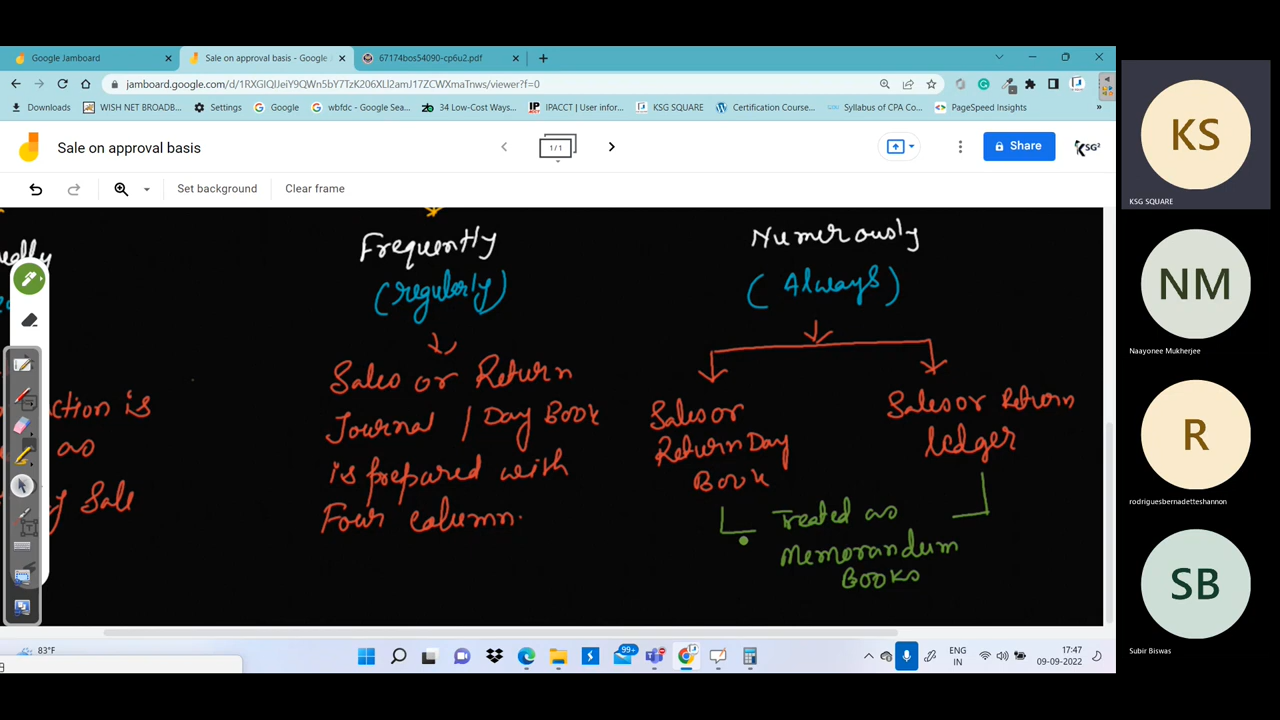 Google Jamboard
Sale on approval basis - Google
67174bos54090-cp6u2.pdf
jamboard.google.com/d/1RXGlQlJeiY9QWn5bY7TzK206XLl2amJ17ZCWXmaTnws/viewer?f=0
Downloads
WISH NET BROADB...
Settings
Google
wbfdc - Google Sea...
34 Low-Cost Ways...
IPACCT | User infor...
KSG SQUARE
Certification Course...
Syllabus of CPA Co...
PageSpeed Insights
Sale on approval basis
1/1
Share
KSG²
Set background
Clear frame
Frequently
(regularly)
Sales or Return
Journal / Day Book
is prepared with
Four column.
Numerously
(Always)
Sales or
Return Day
Book
Sales or Return
ledger
Treated as
Memorandum
Books
ction is
as
Sale
83°F
99+
ENG
IN
17:47
09-09-2022
KS
KSG SQUARE
NM
Naayonee Mukherjee
R
rodriguesbernadetteshannon
SB
Subir Biswas